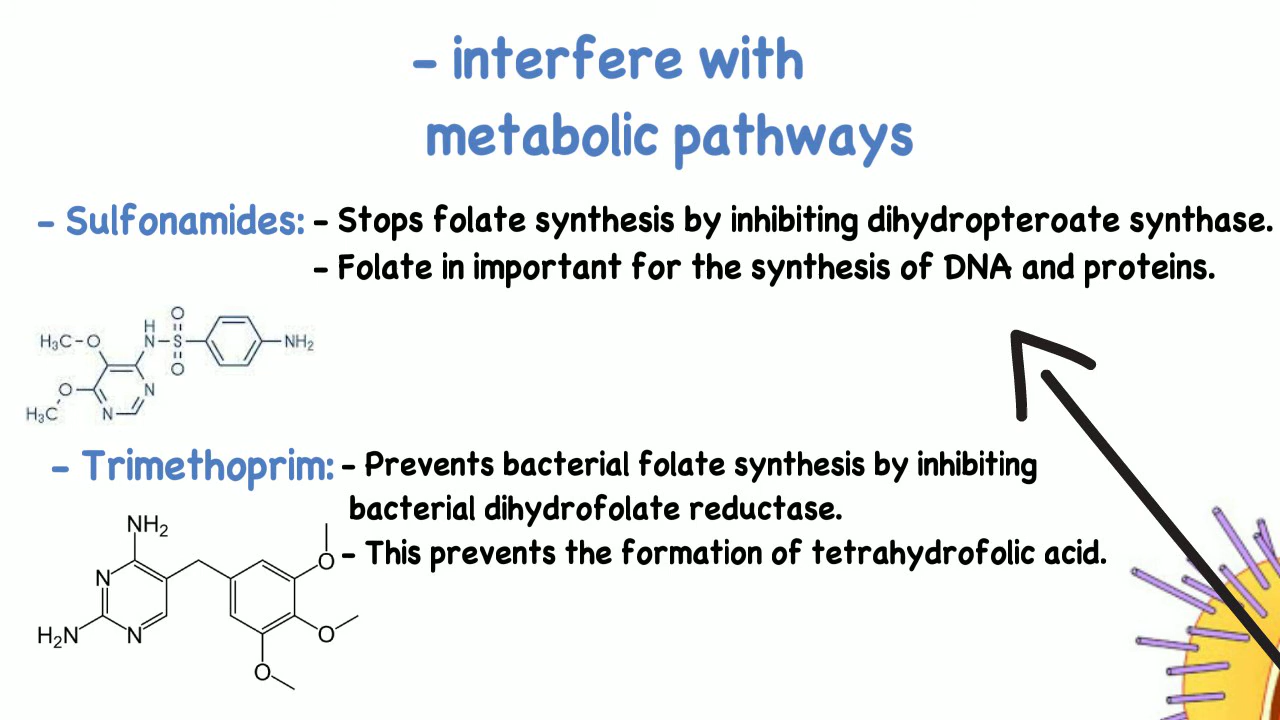 - interfere with
metabolic pathways
- Sulfonamides: - Stops folate synthesis by inhibiting dihydropteroate synthase.
- Folate in important for the synthesis of DNA and proteins.
H₃C-O
H
N
O
S
O
NH₂
O
N
H₃C
N
- Trimethoprim: - Prevents bacterial folate synthesis by inhibiting
bacterial dihydrofolate reductase.
- This prevents the formation of tetrahydrofolic acid.
NH₂
O
N
H₂N
N
O
O